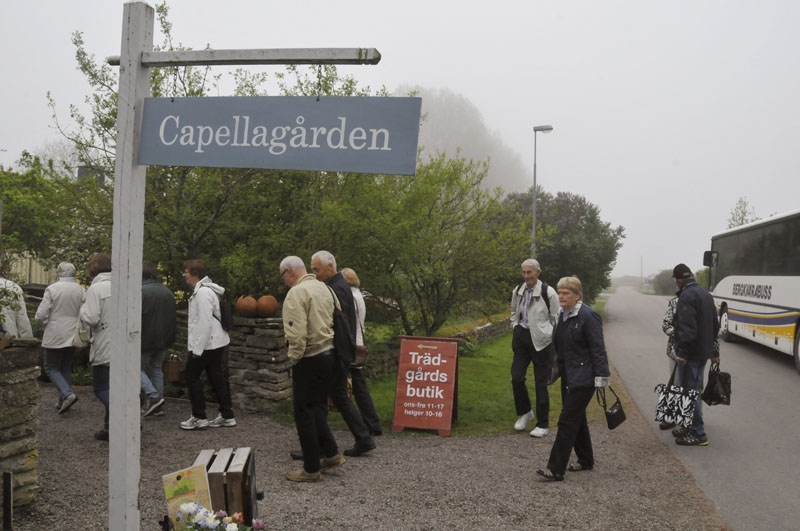 Capellagården
Träd-
gårds
butik
ons-fre 11-17
helger 10-16
BERGKVARABUSS